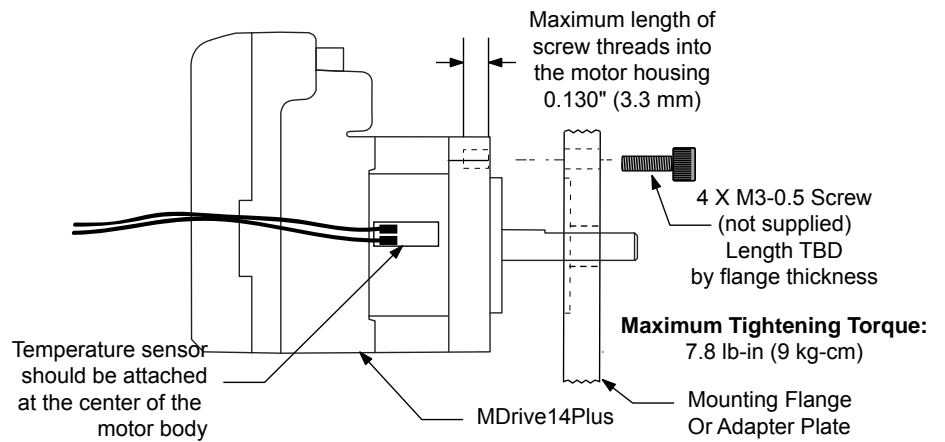 Maximum length of
screw threads into
the motor housing
0.130" (3.3 mm)
4 X M3-0.5 Screw
(not supplied)
Length TBD
by flange thickness
Maximum Tightening Torque:
7.8 lb-in (9 kg-cm)
Temperature sensor
should be attached
at the center of the
motor body
MDrive14Plus
Mounting Flange
Or Adapter Plate